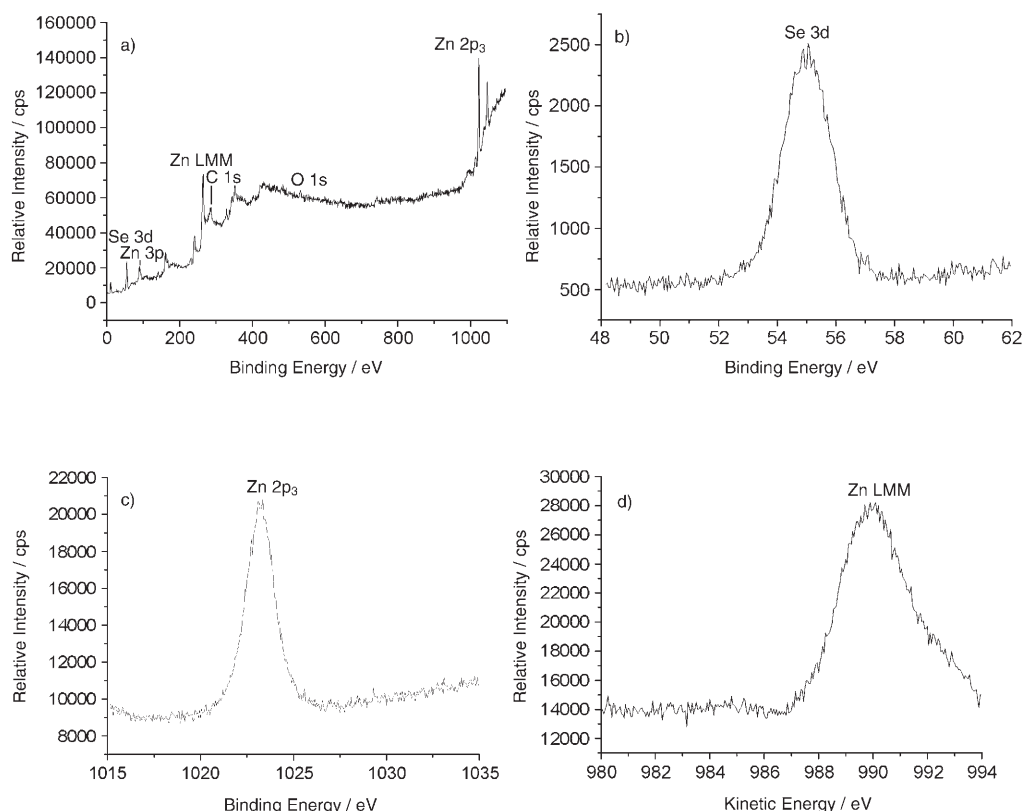 a)
Relative Intensity / cps
160000
140000
120000
100000
80000
60000
40000
20000
0
Zn 2p₃
Zn LMM
C 1s
O 1s
Se 3d
Zn 3p
0 200 400 600 800 1000
Binding Energy / eV
b)
Relative Intensity / cps
Se 3d
2500
2000
1500
1000
500
48 50 52 54 56 58 60 62
Binding Energy / eV
c)
Relative Intensity / cps
Zn 2p₃
22000
20000
18000
16000
14000
12000
10000
8000
1015 1020 1025 1030 1035
Binding Energy / eV
d)
Relative Intensity / cps
Zn LMM
30000
28000
26000
24000
22000
20000
18000
16000
14000
12000
980 982 984 986 988 990 992 994
Kinetic Energy / eV